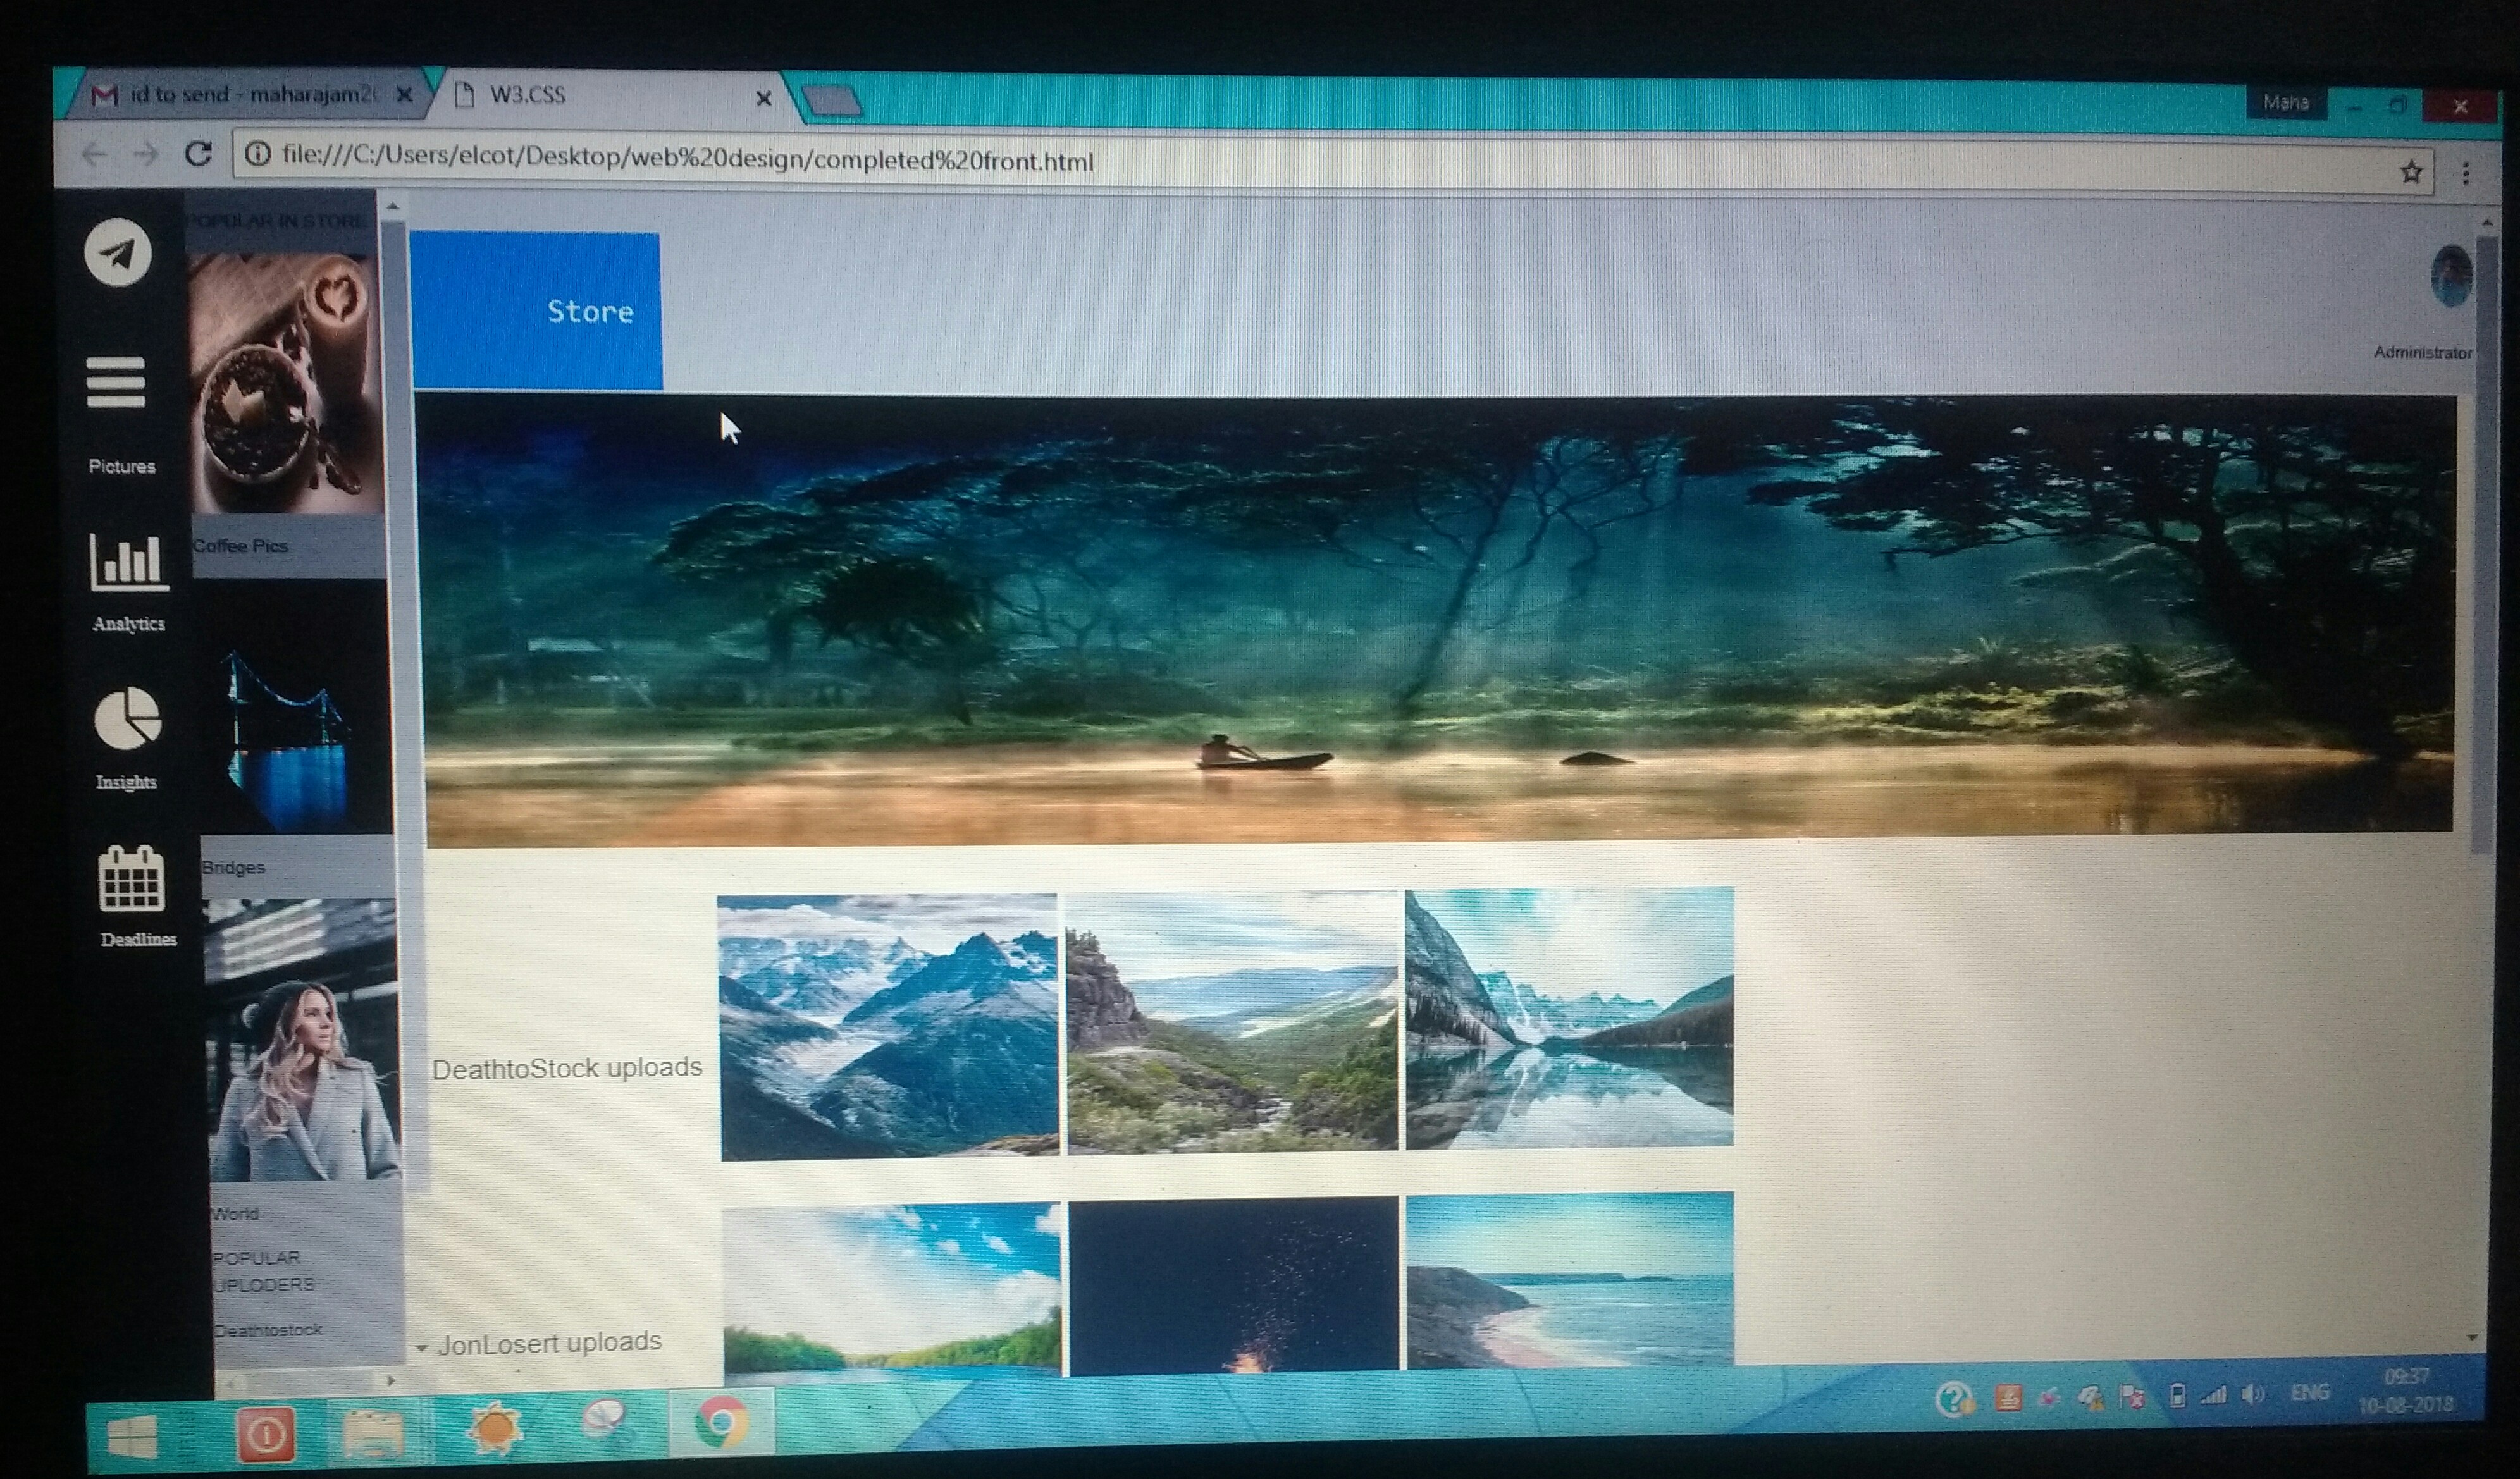 id to send - maharajam2
W3.CSS
Maha
file:///C:/Users/elcot/Desktop/web%20design/completed%20front.html
POPULAR IN STORE
Store
Administrator
Pictures
Coffee Pics
Analytics
Insights
Bridges
Deadlines
DeathtoStock uploads
World
POPULAR
UPLODERS
Deathtostock
JonLosert uploads
ENG
09:37
10-08-2018